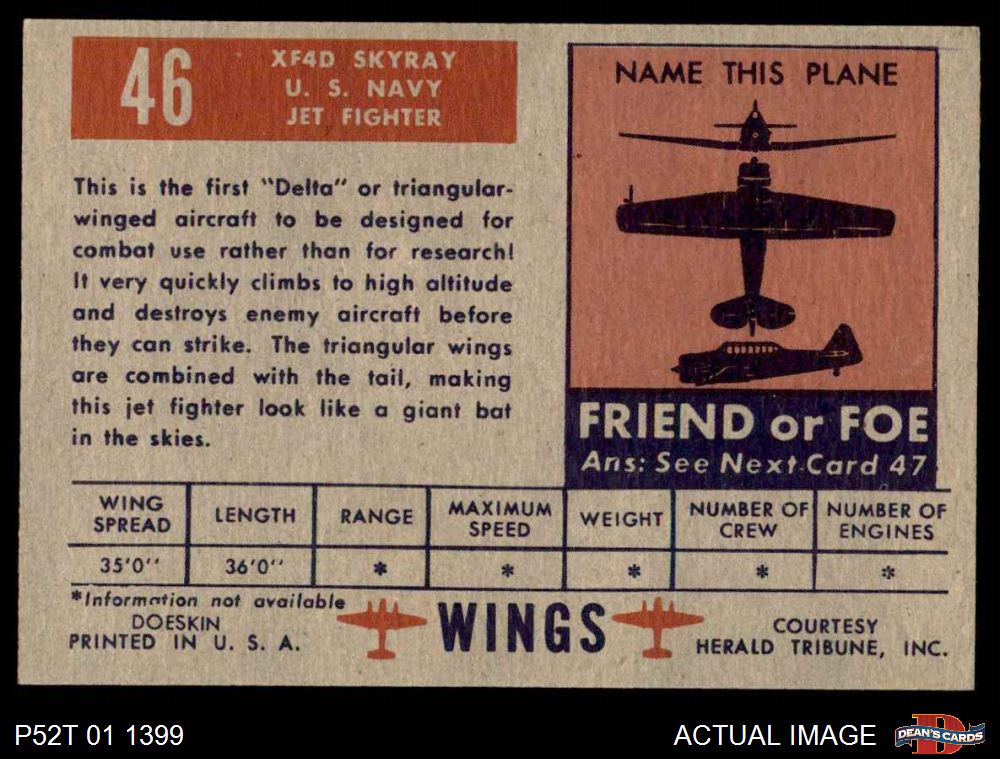 46
XF4D SKYRAY
U. S. NAVY
JET FIGHTER
This is the first "Delta" or triangular-
winged aircraft to be designed for
combat use rather than for research!
It very quickly climbs to high altitude
and destroys enemy aircraft before
they can strike. The triangular wings
are combined with the tail, making
this jet fighter look like a giant bat
in the skies.
NAME THIS PLANE
FRIEND or FOE
Ans: See Next Card 47
WING SPREAD LENGTH RANGE MAXIMUM SPEED WEIGHT NUMBER OF CREW NUMBER OF ENGINES
35'0" 36'0" * * * * *
*Information not available
DOESKIN
PRINTED IN U. S. A.
WINGS
COURTESY
HERALD TRIBUNE, INC.
P52T 01 1399
ACTUAL IMAGE
D
DEAN'S CARDS